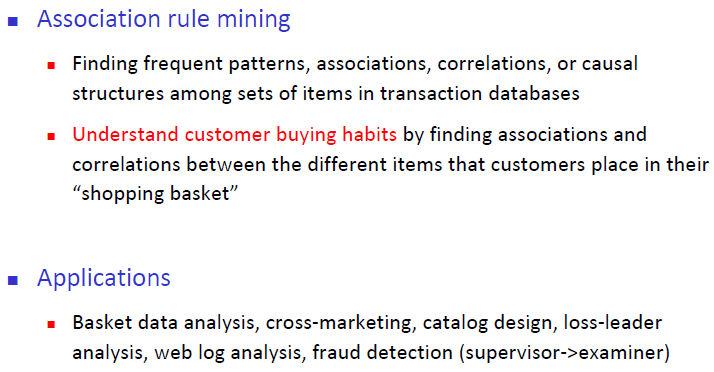 Association rule mining
Finding frequent patterns, associations, correlations, or causal
structures among sets of items in transaction databases
Understand customer buying habits by finding associations and
correlations between the different items that customers place in their
“shopping basket”
Applications
Basket data analysis, cross-marketing, catalog design, loss-leader
analysis, web log analysis, fraud detection (supervisor->examiner)